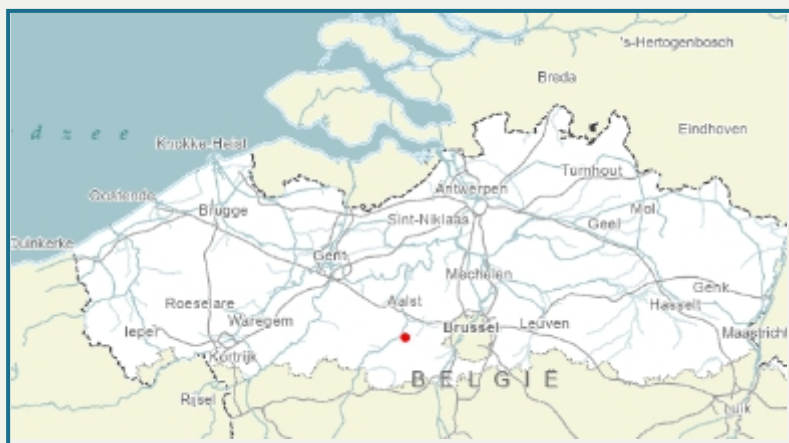 's-Hertogenbosch
Breda
d z e e
Eindhoven
Knokke-Heist
Turnhout
Antwerpen
Oostende
Mol
Brugge
Sint-Niklaas
Geel
Duinkerke
Gent
Mechelen
Genk
Roeselare
Aalst
Hasselt
Waregem
Brussel
Leuven
Ieper
Maastricht
Kortrijk
BELGIË
Rijsel
Luik